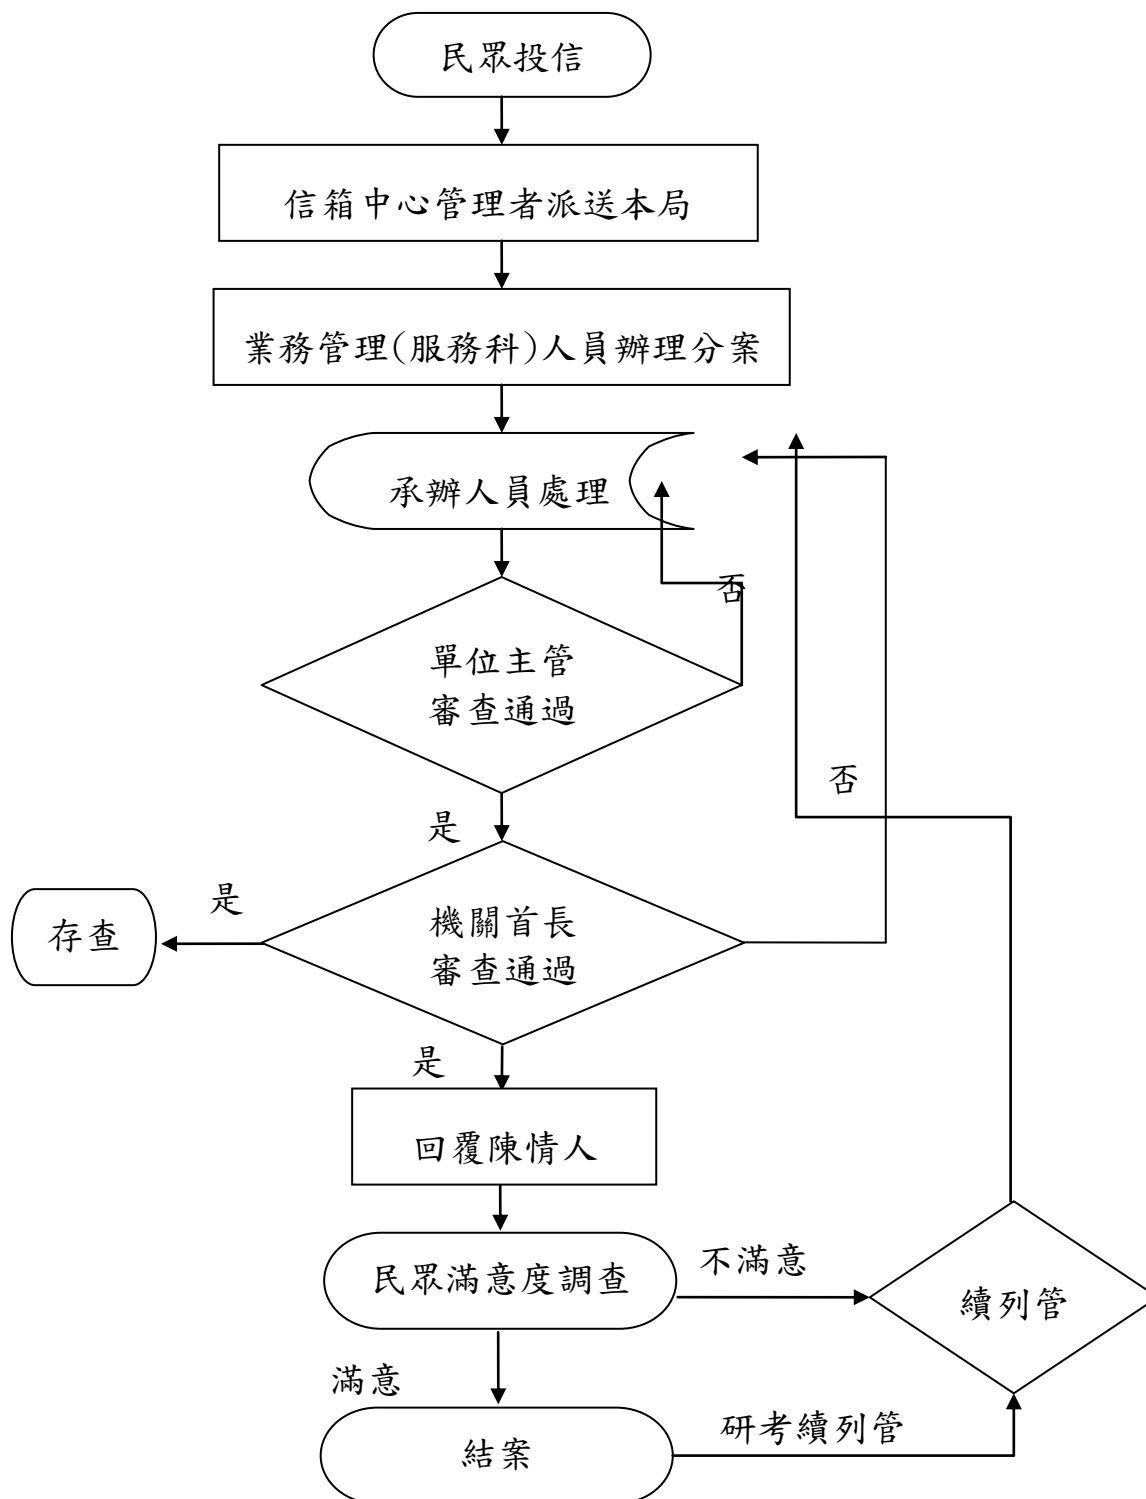 民眾投信
信箱中心管理者派送本局
業務管理(服務科)人員辦理分案
承辦人員處理
否
單位主管
審查通過
否
是
是
存查
機關首長
審查通過
是
回覆陳情人
民眾滿意度調查
不滿意
續列管
滿意
研考續列管
結案